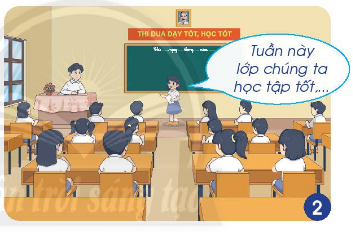 THI ĐUA DẠY TỐT, HỌC TỐT
Tuần này
lớp chúng ta
học tập tốt,...
2